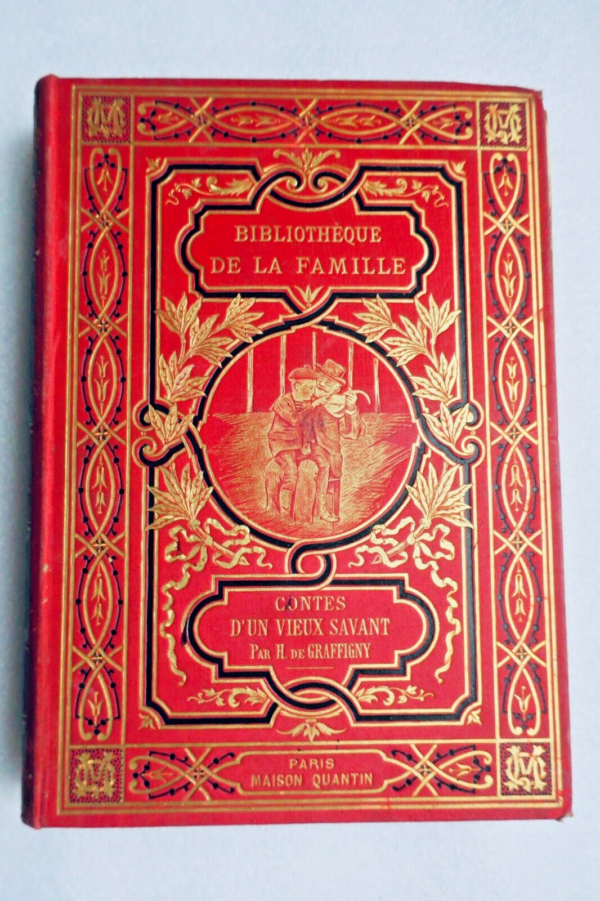 BIBLIOTHÈQUE
DE LA FAMILLE
CONTES
D'UN VIEUX SAVANT
PAR H. DE GRAFFIGNY
PARIS
MAISON QUANTIN